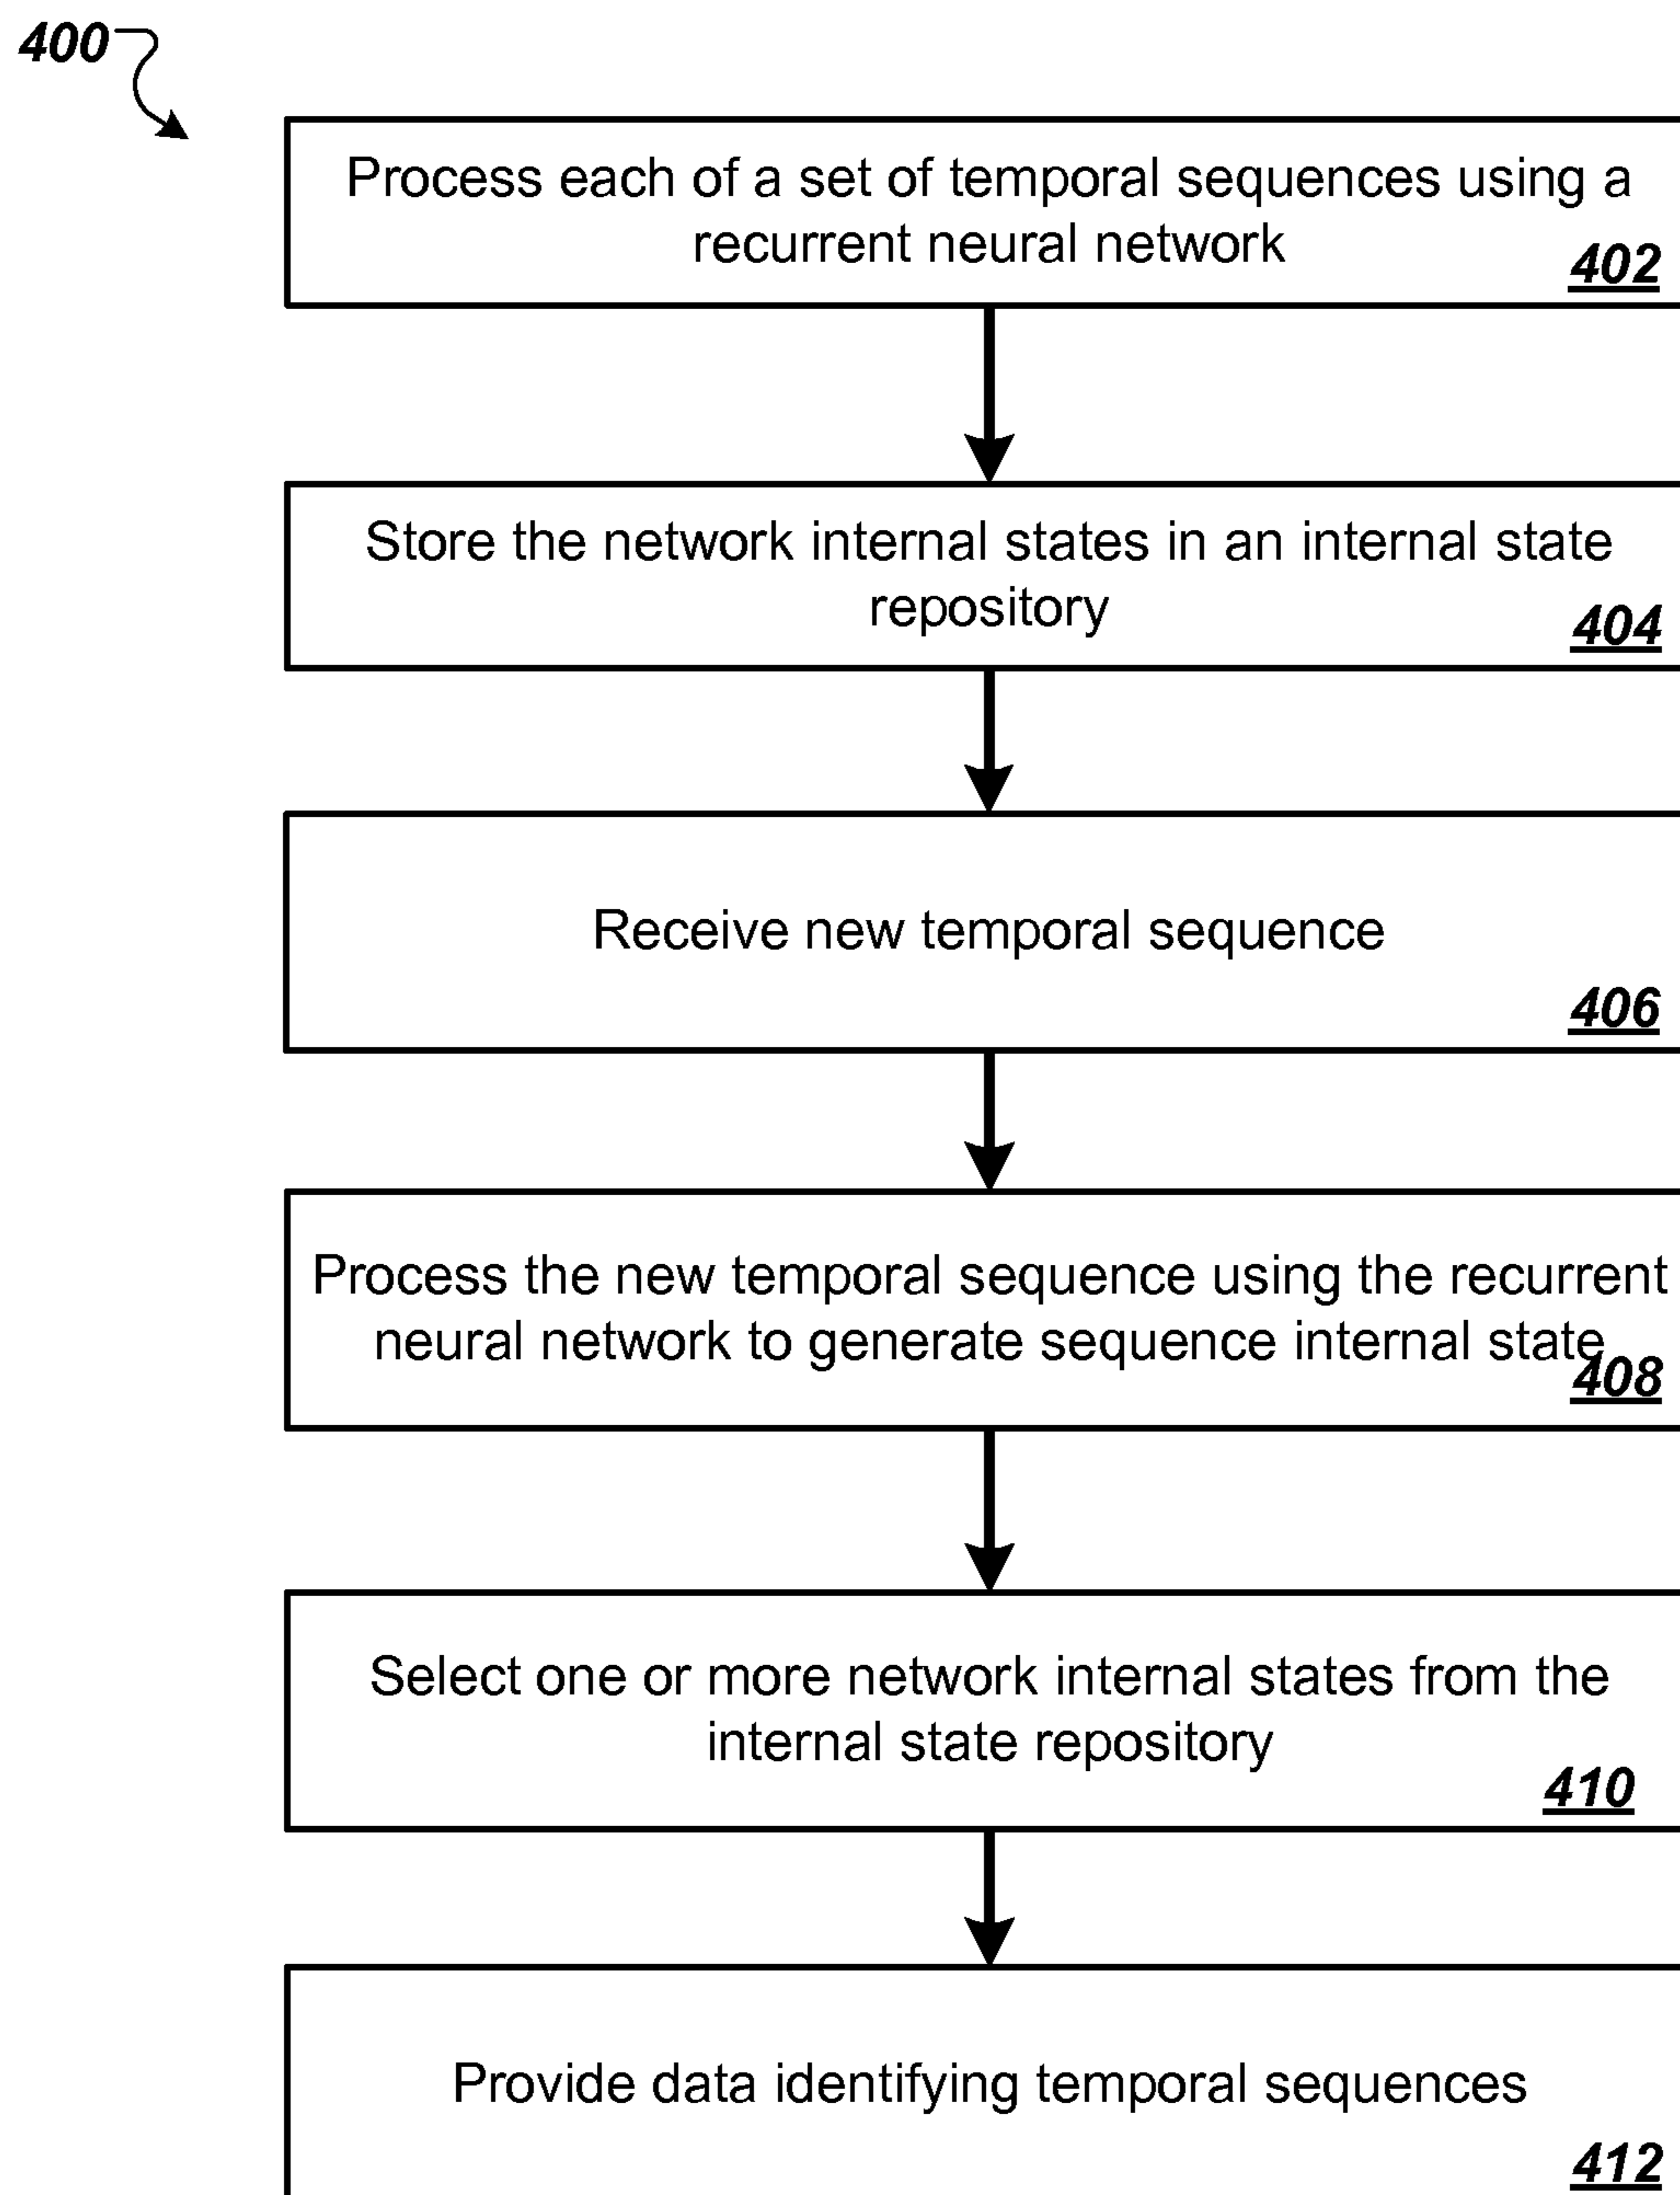 400
Process each of a set of temporal sequences using a
recurrent neural network
402
Store the network internal states in an internal state
repository
404
Receive new temporal sequence
406
Process the new temporal sequence using the recurrent
neural network to generate sequence internal state
408
Select one or more network internal states from the
internal state repository
410
Provide data identifying temporal sequences
412